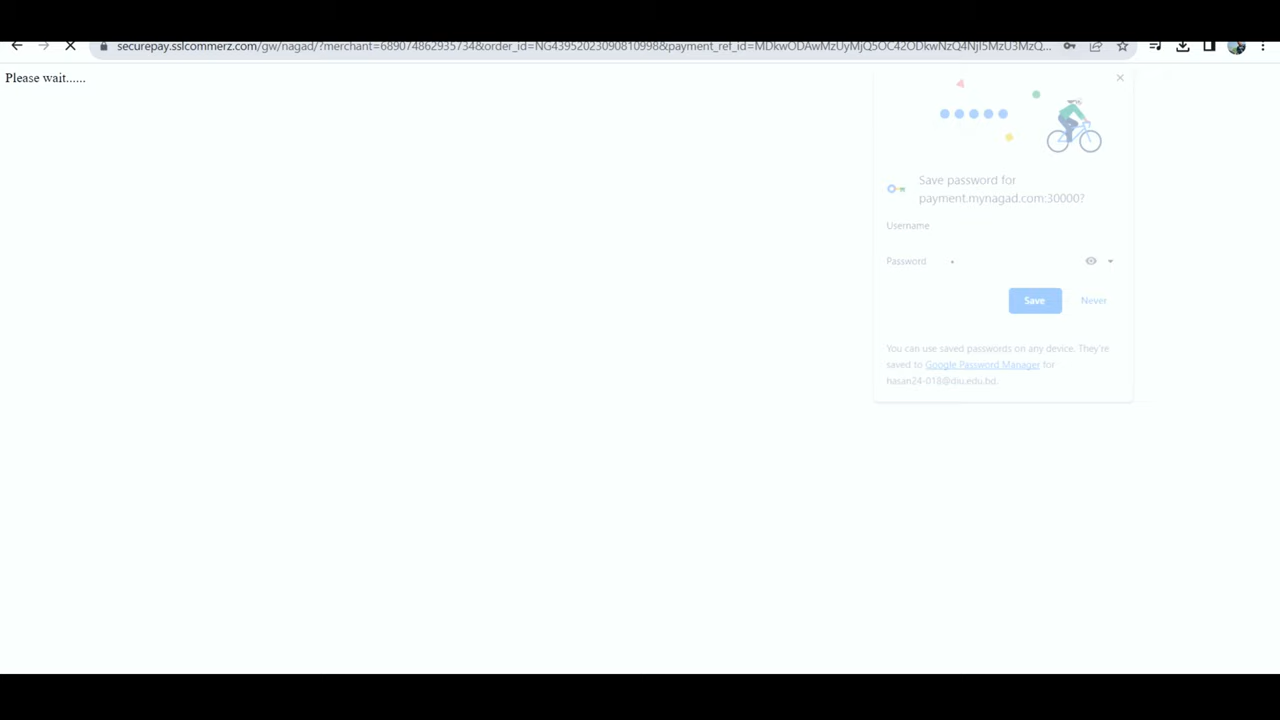 securepay.sslcommerz.com/gw/nagad/?merchant=689074862935734&order_id=NG43952023090810998&payment_ref_id=MDkwODAwMzUyMjQ5OC42ODkwNzQ4NjI5MzU3MzQ...
Please wait......
Save password for
payment.mynagad.com:30000?
Username
Password
Save
Never
You can use saved passwords on any device. They're
saved to Google Password Manager for
hasan24-018@diu.edu.bd.